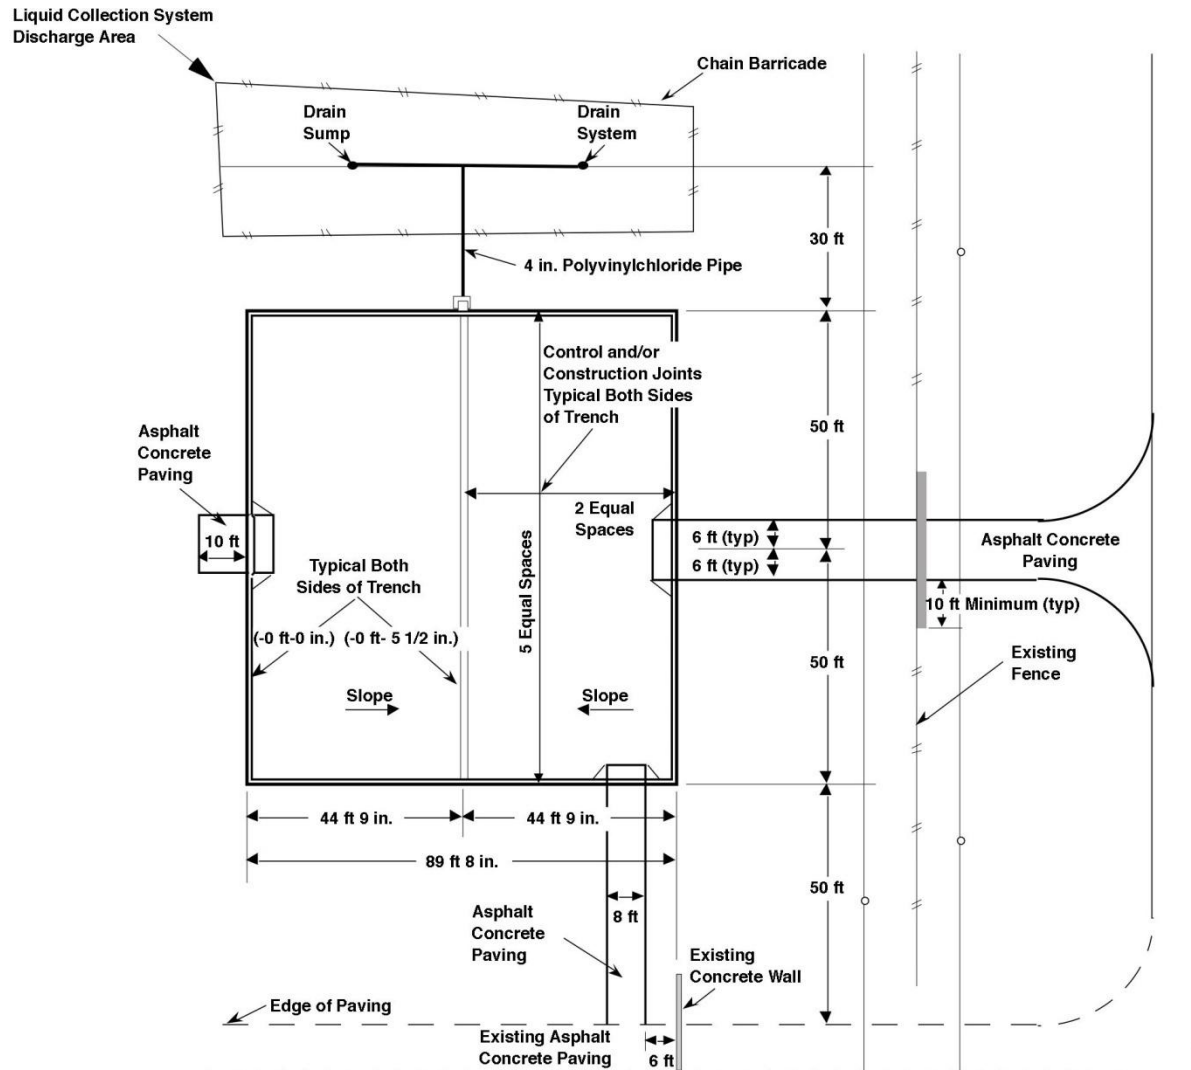 Liquid Collection System
Discharge Area
Chain Barricade
Drain
Sump
Drain
System
30 ft
4 in. Polyvinylchloride Pipe
Control and/or
Construction Joints
Typical Both Sides
of Trench
50 ft
Asphalt
Concrete
Paving
2 Equal
Spaces
10 ft
6 ft (typ)
6 ft (typ)
Asphalt Concrete
Paving
Typical Both
Sides of Trench
5 Equal Spaces
10 ft Minimum (typ)
(-0 ft-0 in.) (-0 ft- 5 1/2 in.)
Existing
Fence
50 ft
Slope
Slope
44 ft 9 in.
44 ft 9 in.
89 ft 8 in.
50 ft
8 ft
Asphalt
Concrete
Paving
Existing
Concrete Wall
Edge of Paving
Existing Asphalt
Concrete Paving
6 ft